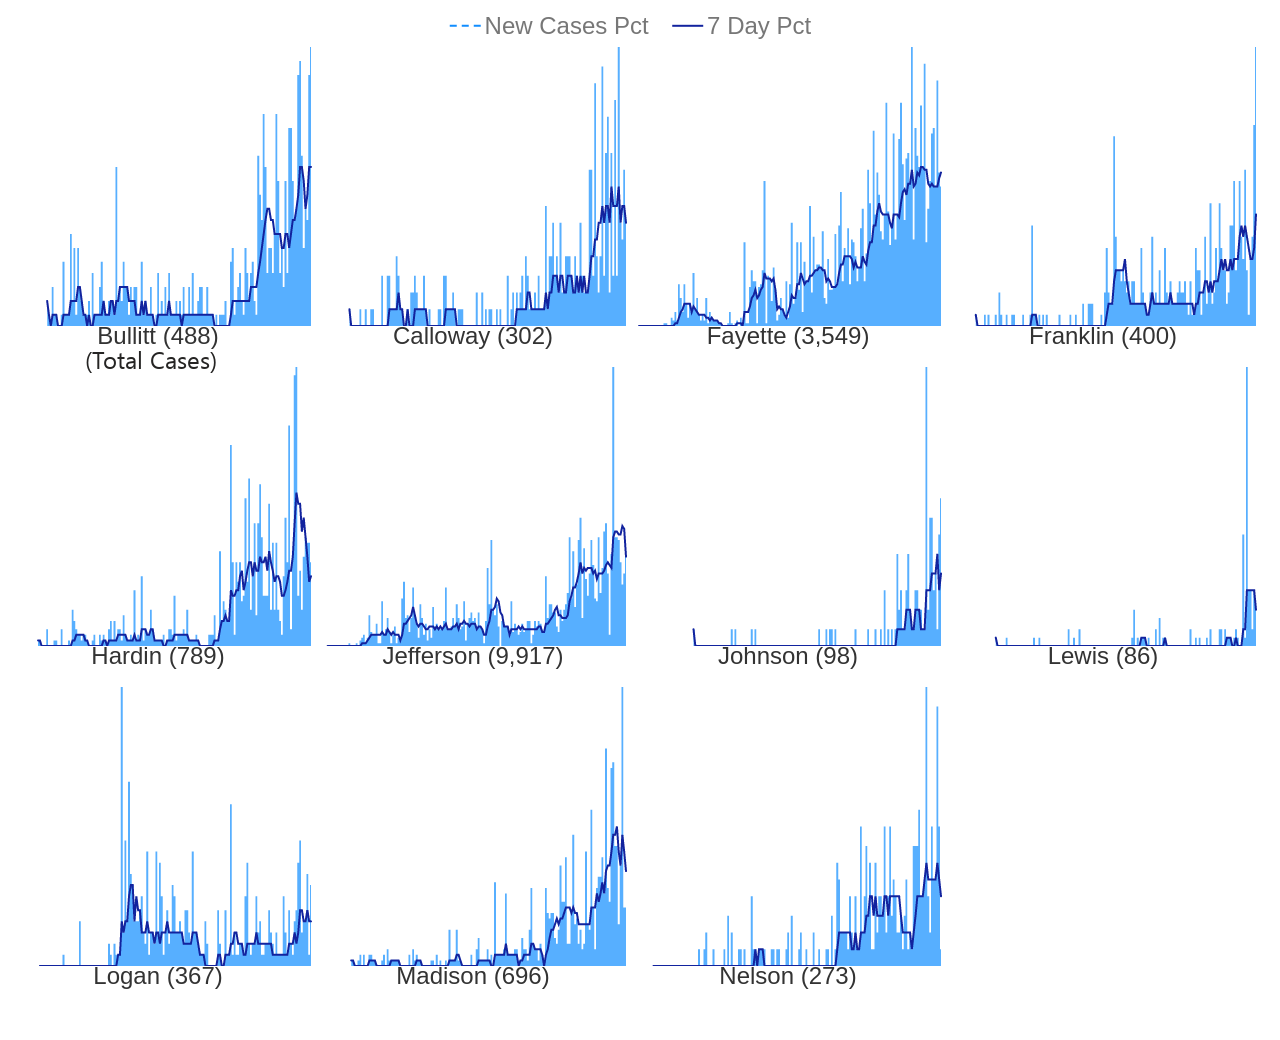 New Cases Pct 7 Day Pct
Bullitt (488) Calloway (302) Fayette (3,549) Franklin (400)
(Total Cases)
Hardin (789) Jefferson (9,917) Johnson (98) Lewis (86)
Logan (367) Madison (696) Nelson (273)